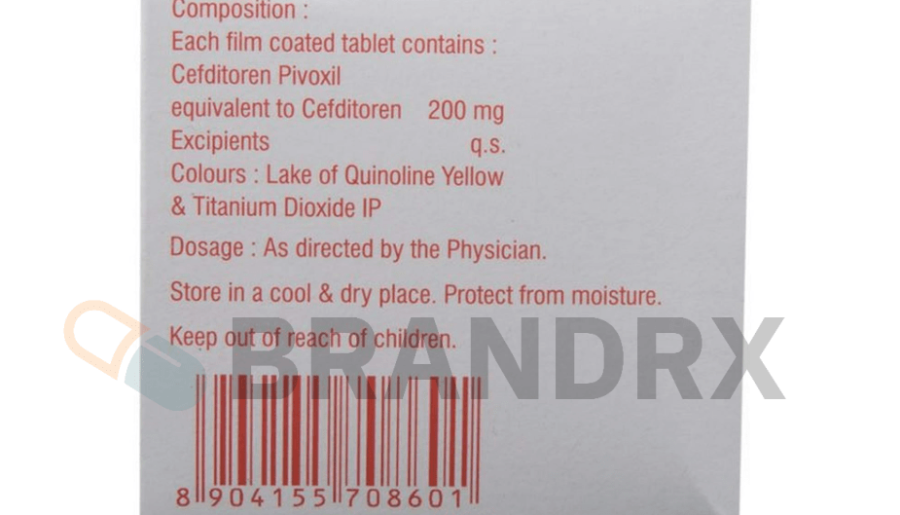 Composition :
Each film coated tablet contains :
Cefditoren Pivoxil
equivalent to Cefditoren 200 mg
Excipients q.s.
Colours : Lake of Quinoline Yellow
& Titanium Dioxide IP
Dosage : As directed by the Physician.
Store in a cool & dry place. Protect from moisture.
Keep out of reach of children.
BRANDRX
8 904155 708601